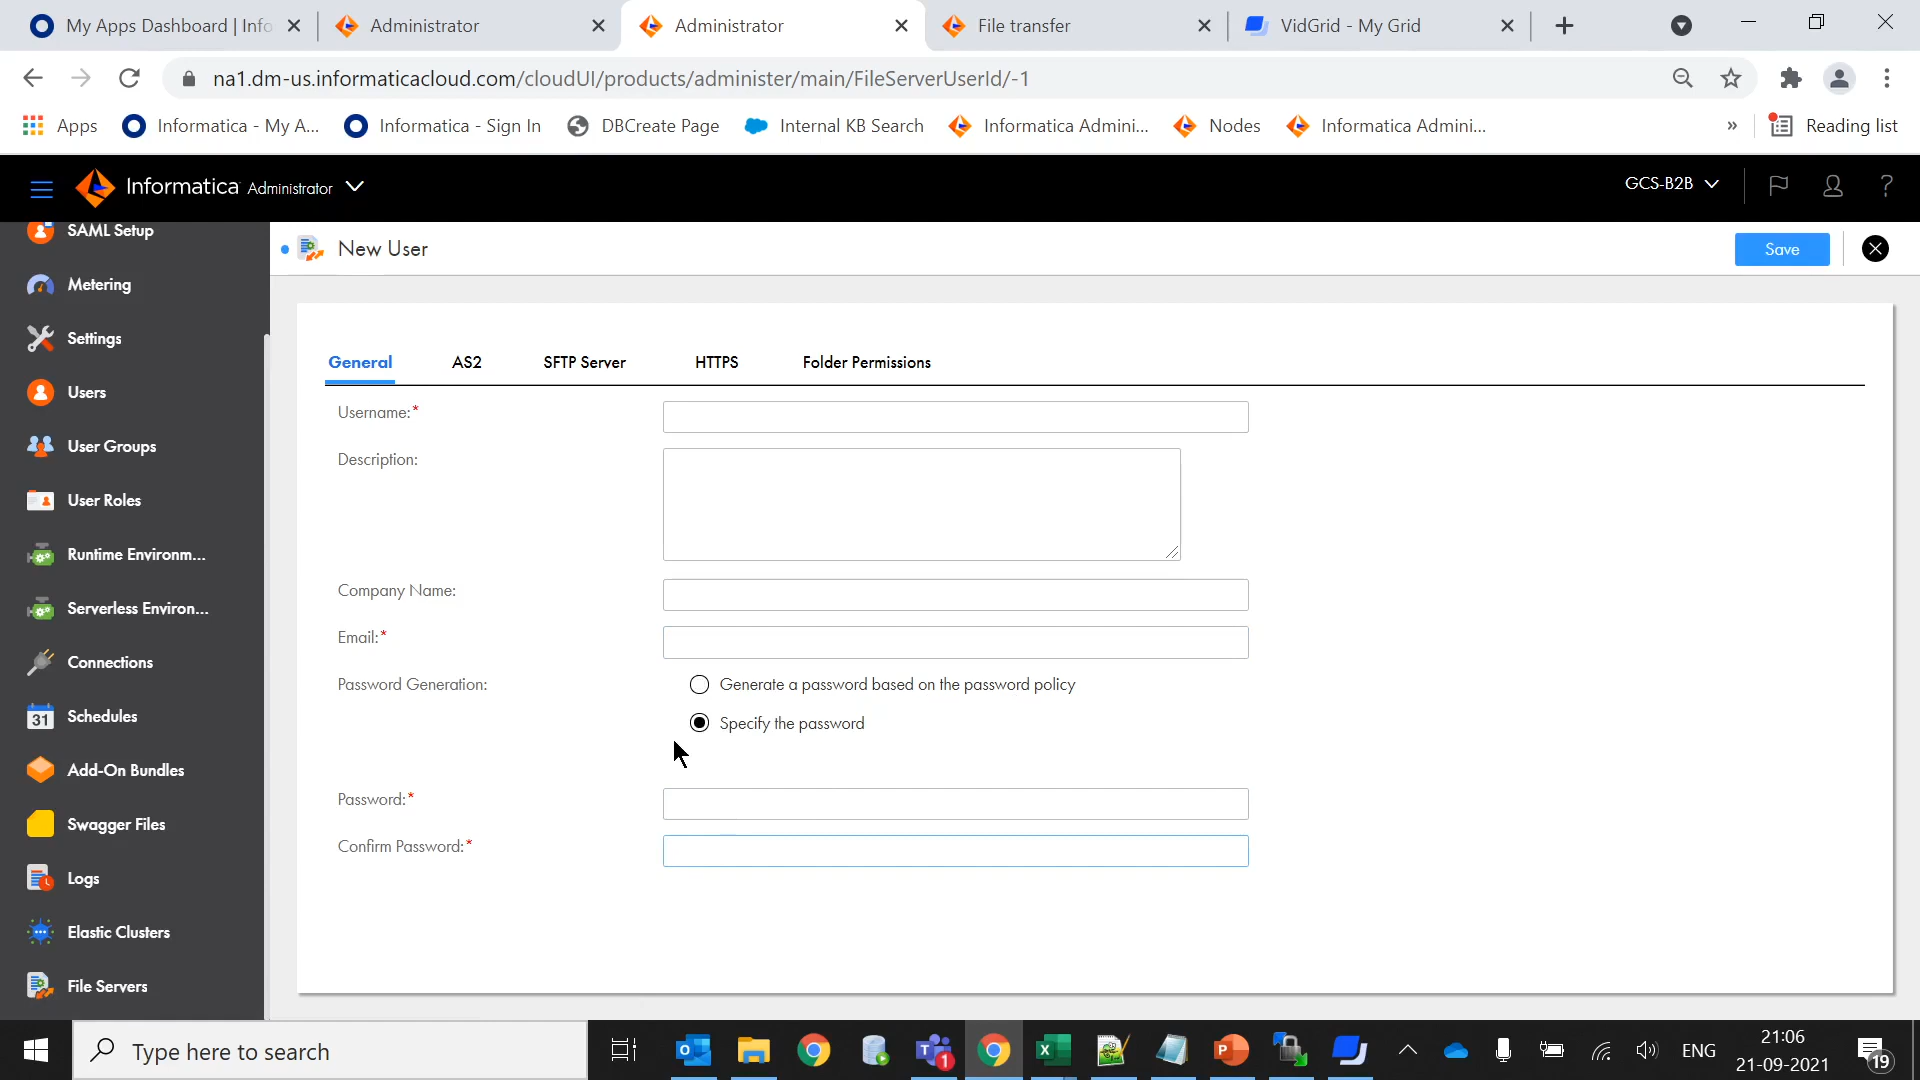 My Apps Dashboard | Info
Administrator
Administrator
File transfer
VidGrid - My Grid
na1.dm-us.informaticacloud.com/cloudUI/products/administer/main/FileServerUserId/-1
Apps
Informatica - My A...
Informatica - Sign In
DBCreate Page
Internal KB Search
Informatica Admini...
Nodes
Informatica Admini...
»
Reading list
Informatica Administrator
GCS-B2B
?
SAML Setup
Metering
Settings
Users
User Groups
User Roles
Runtime Environm...
Serverless Environ...
Connections
31 Schedules
Add-On Bundles
Swagger Files
Logs
Elastic Clusters
File Servers
New User
Save
General
AS2
SFTP Server
HTTPS
Folder Permissions
Username:*
Description:
Company Name:
Email:*
Password Generation:
Generate a password based on the password policy
Specify the password
Password:*
Confirm Password:*
Type here to search
1
ENG
21:06
21-09-2021
19